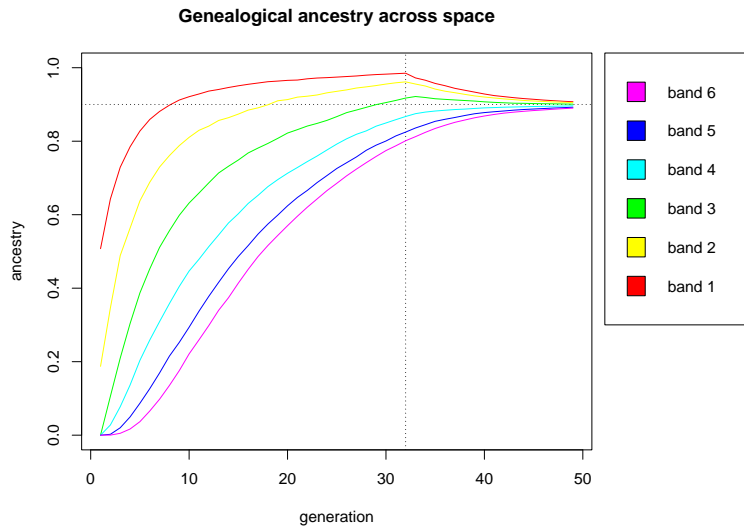 Genealogical ancestry across space
1.0
0.8
0.6
0.4
0.2
0.0
ancestry
0
10
20
30
40
50
generation
band 6
band 5
band 4
band 3
band 2
band 1